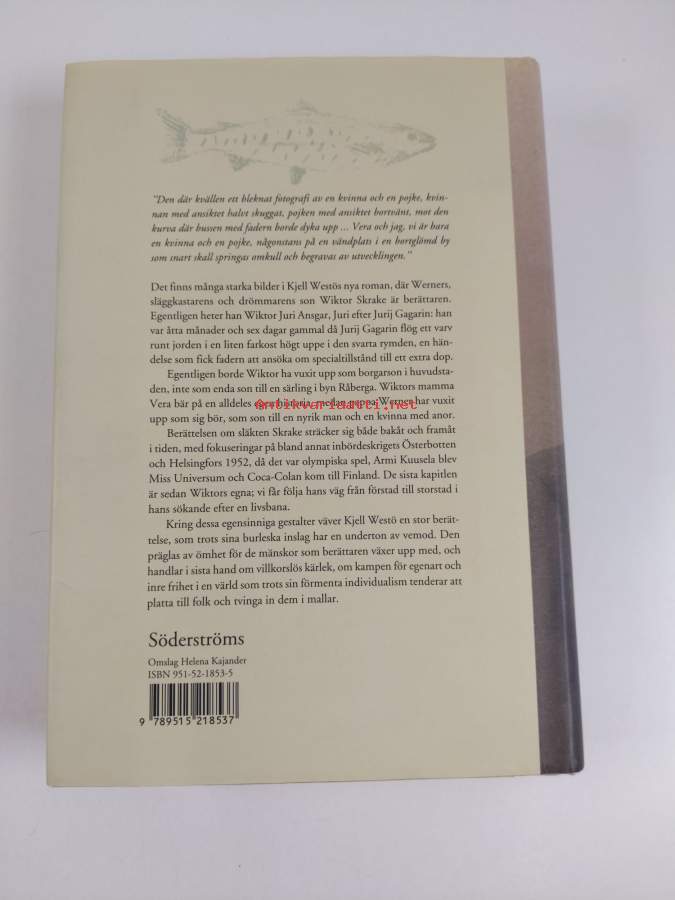 "Den där kvällen ett bleknat fotografi av en kvinna och en pojke, kvin-
nan med ansiktet halvt skuggat, pojken med ansiktet bortvänt, mot den
kurva där bussen med fadern borde dyka upp ... Vera och jag, vi är bara
en kvinna och en pojke, någonstans på en vändplats i en bortglömd by
som snart skall springas omkull och begravas av utvecklingen."
Det finns många starka bilder i Kjell Westös nya roman, där Werners,
släggkastarens och drömmarens son Wiktor Skrake är berättaren.
Egentligen heter han Wiktor Juri Ansgar, Juri efter Jurij Gagarin: han
var åtta månader och sex dagar gammal då Jurij Gagarin flög ett varv
runt jorden i en liten farkost högt uppe i den svarta rymden, en hän-
delse som fick fadern att ansöka om specialtillstånd till ett extra dop.
Egentligen borde Wiktor ha vuxit upp som borgarson i huvudsta-
den, inte som enda son till en särling i byn Råberga. Wiktors mamma
Vera bär på en alldeles egen historia, medan pappa Werner har vuxit
Antikvariaatti.net
upp som sig bör, som son till en nyrik man och en kvinna med anor.
Berättelsen om släkten Skrake sträcker sig både bakåt och framåt
i tiden, med fokuseringar på bland annat inbördeskrigets Österbotten
och Helsingfors 1952, då det var olympiska spel, Armi Kuusela blev
Miss Universum och Coca-Colan kom till Finland. De sista kapitlen
är sedan Wiktors egna; vi får följa hans väg från förstad till storstad i
hans sökande efter en livsbana.
Kring dessa egensinniga gestalter väver Kjell Westö en stor berät-
telse, som trots sina burleska inslag har en underton av vemod. Den
präglas av ömhet för de mänskor som berättaren växer upp med, och
handlar i sista hand om villkorslös kärlek, om kampen för egenart och
inre frihet i en värld som trots sin förmenta individualism tenderar att
platta till folk och tvinga in dem i mallar.
Söderströms
Omslag Helena Kajander
ISBN 951-52-1853-5
9 789515 218537